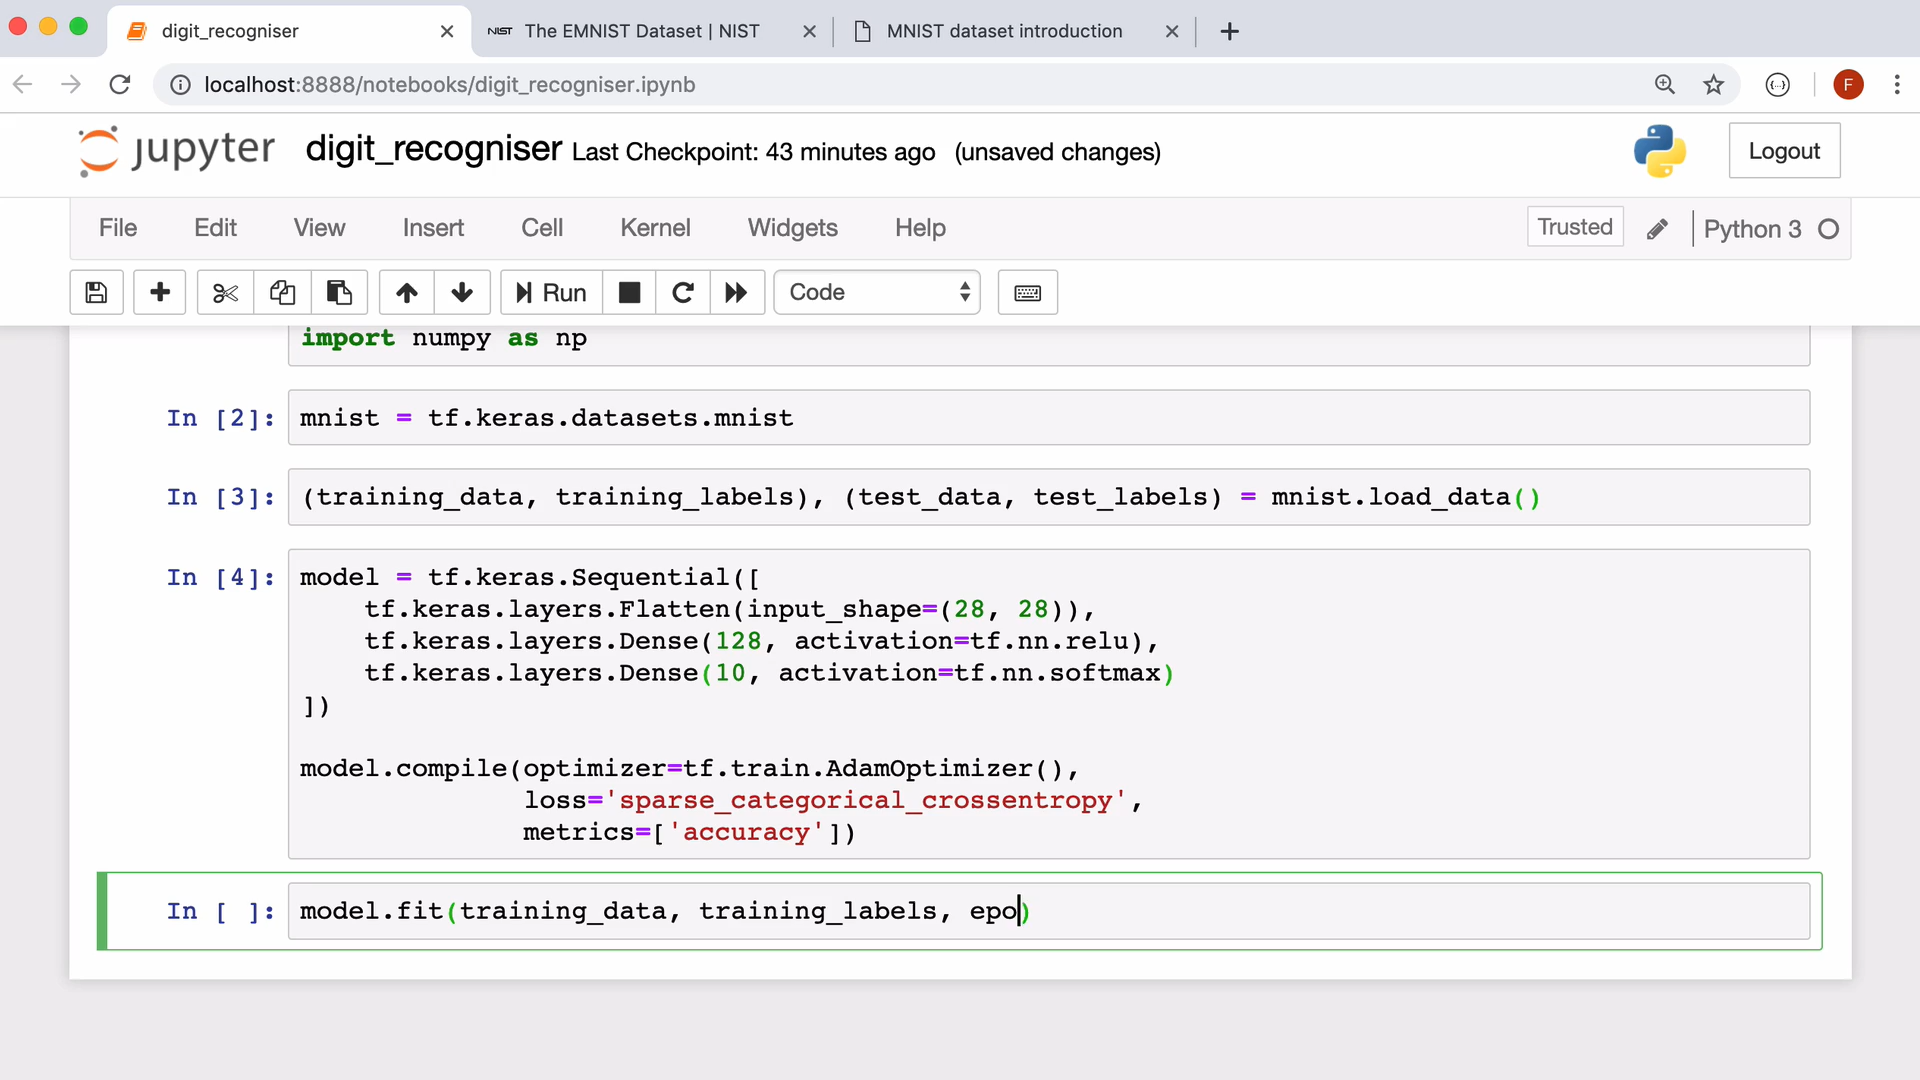 digit_recogniser
NIST The EMNIST Dataset | NIST
MNIST dataset introduction
localhost:8888/notebooks/digit_recogniser.ipynb
F
jupyter digit_recogniser Last Checkpoint: 43 minutes ago (unsaved changes)
Logout
File Edit View Insert Cell Kernel Widgets Help
Trusted
Python 3
Run
Code
import numpy as np
In [2]: mnist = tf.keras.datasets.mnist
In [3]: (training_data, training_labels), (test_data, test_labels) = mnist.load_data()
In [4]: model = tf.keras.Sequential([
    tf.keras.layers.Flatten(input_shape=(28, 28)),
    tf.keras.layers.Dense(128, activation=tf.nn.relu),
    tf.keras.layers.Dense(10, activation=tf.nn.softmax)
])
model.compile(optimizer=tf.train.AdamOptimizer(),
              loss='sparse_categorical_crossentropy',
              metrics=['accuracy'])
In [ ]: model.fit(training_data, training_labels, epo)